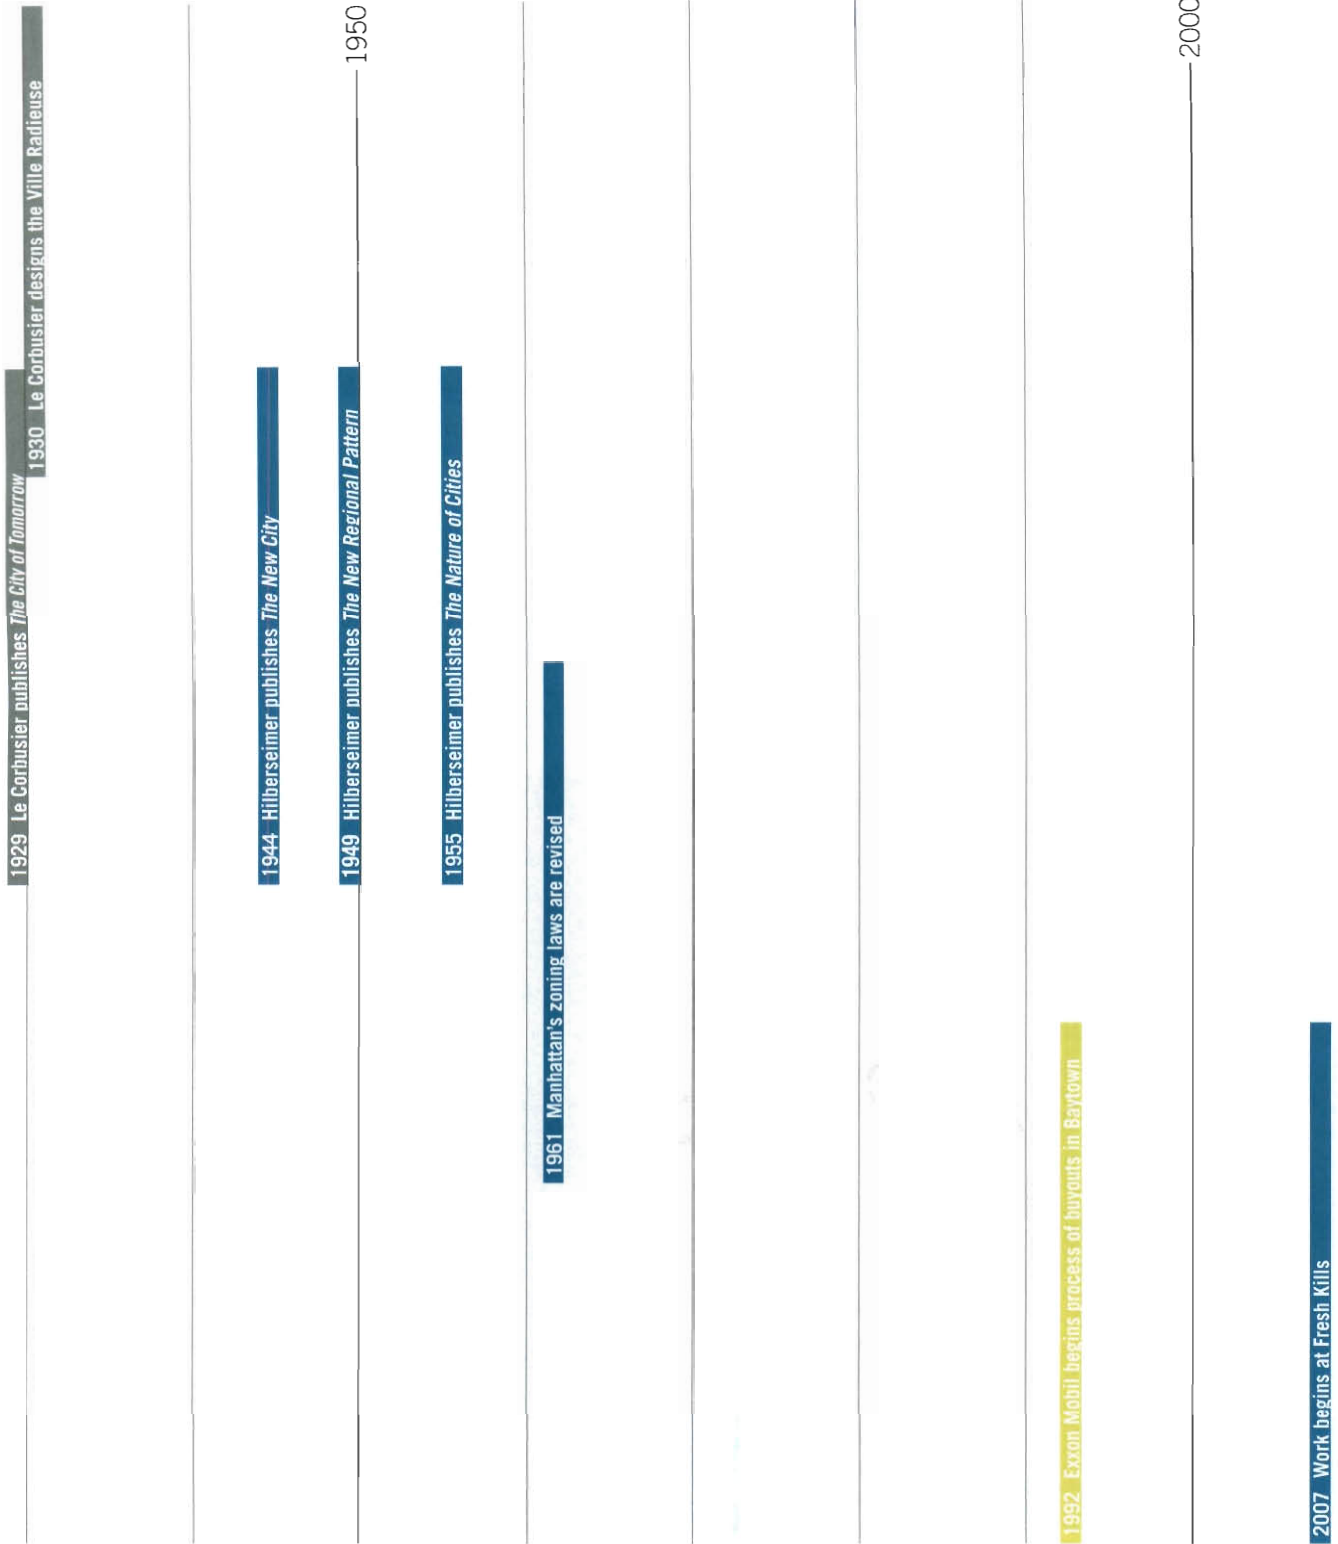 1929 Le Corbusier publishes The City of Tomorrow
1930 Le Corbusier designs the Ville Radieuse
1944 Hilberseimer publishes The New City
1949 Hilberseimer publishes The New Regional Pattern
1950
1955 Hilberseimer publishes The Nature of Cities
1961 Manhattan's zoning laws are revised
1992 Exxon Mobil begins process of buyouts in Baytown
2000
2007 Work begins at Fresh Kills